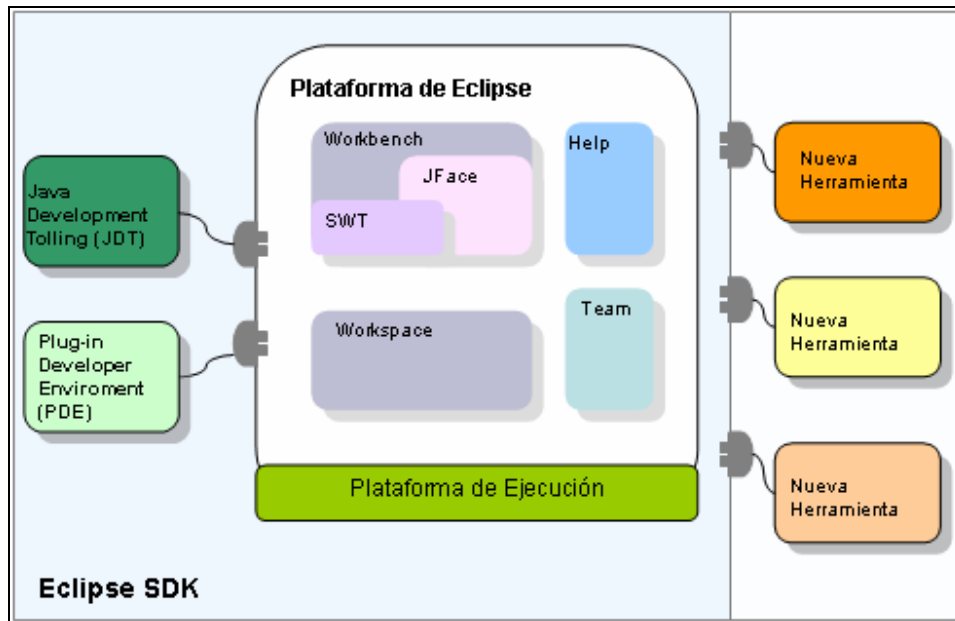 Plataforma de Eclipse
Workbench
JFace
SWT
Help
Workspace
Team
Plataforma de Ejecución
Java
Development
Tolling (JDT)
Plug-in
Developer
Enviroment
(PDE)
Nueva
Herramienta
Nueva
Herramienta
Nueva
Herramienta
Eclipse SDK